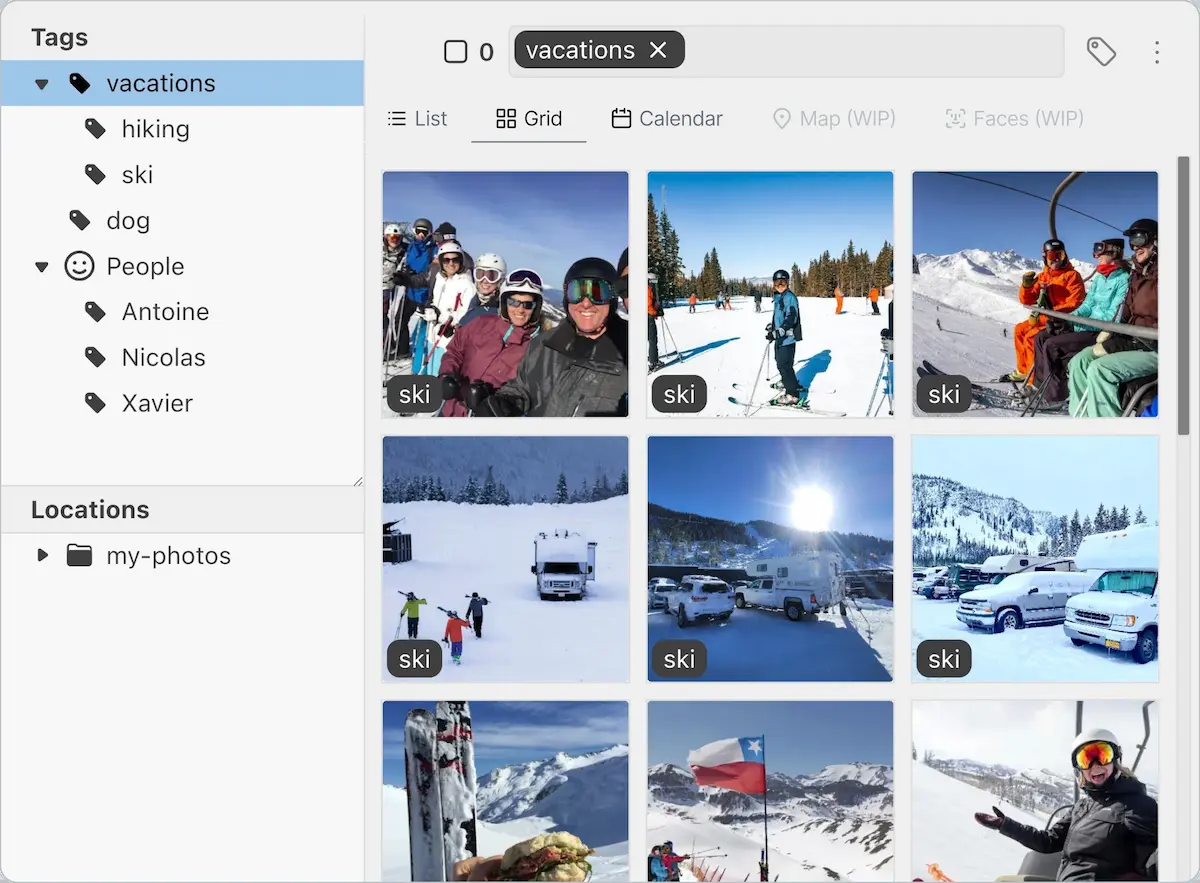 Tags
vacations
hiking
ski
dog
People
Antoine
Nicolas
Xavier
Locations
my-photos
0
vacations
List
Grid
Calendar
Map (WIP)
Faces (WIP)
ski
ski
ski
ski
ski
ski